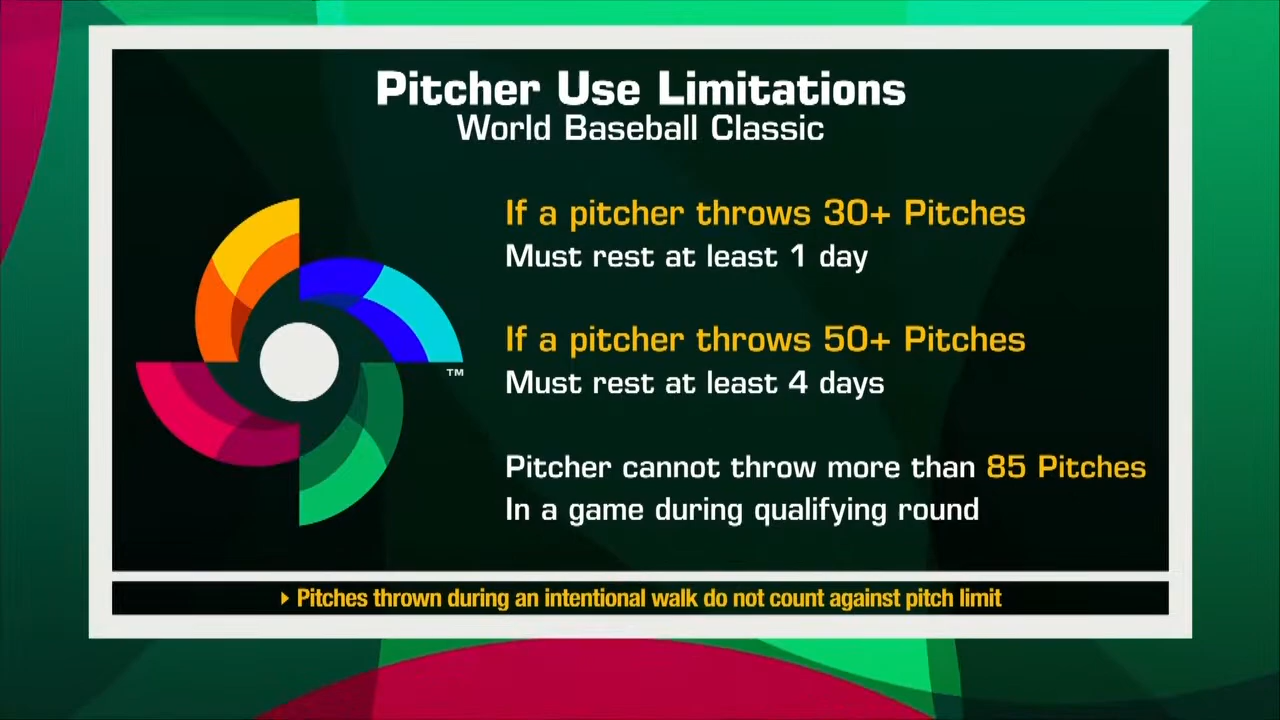 Pitcher Use Limitations
World Baseball Classic
If a pitcher throws 30+ Pitches
Must rest at least 1 day
If a pitcher throws 50+ Pitches
Must rest at least 4 days
Pitcher cannot throw more than 85 Pitches
In a game during qualifying round
TM
Pitches thrown during an intentional walk do not count against pitch limit